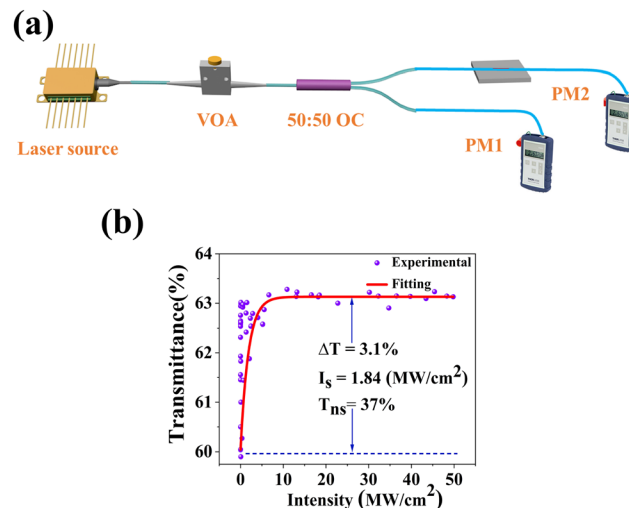 (a)
VOA
50:50 OC
PM2
Laser source
PM1
(b)
64
63
62
61
60
Transmittance(%)
Experimental
Fitting
ΔT = 3.1%
Is = 1.84 (MW/cm²)
Tns= 37%
0 10 20 30 40 50
Intensity (MW/cm²)